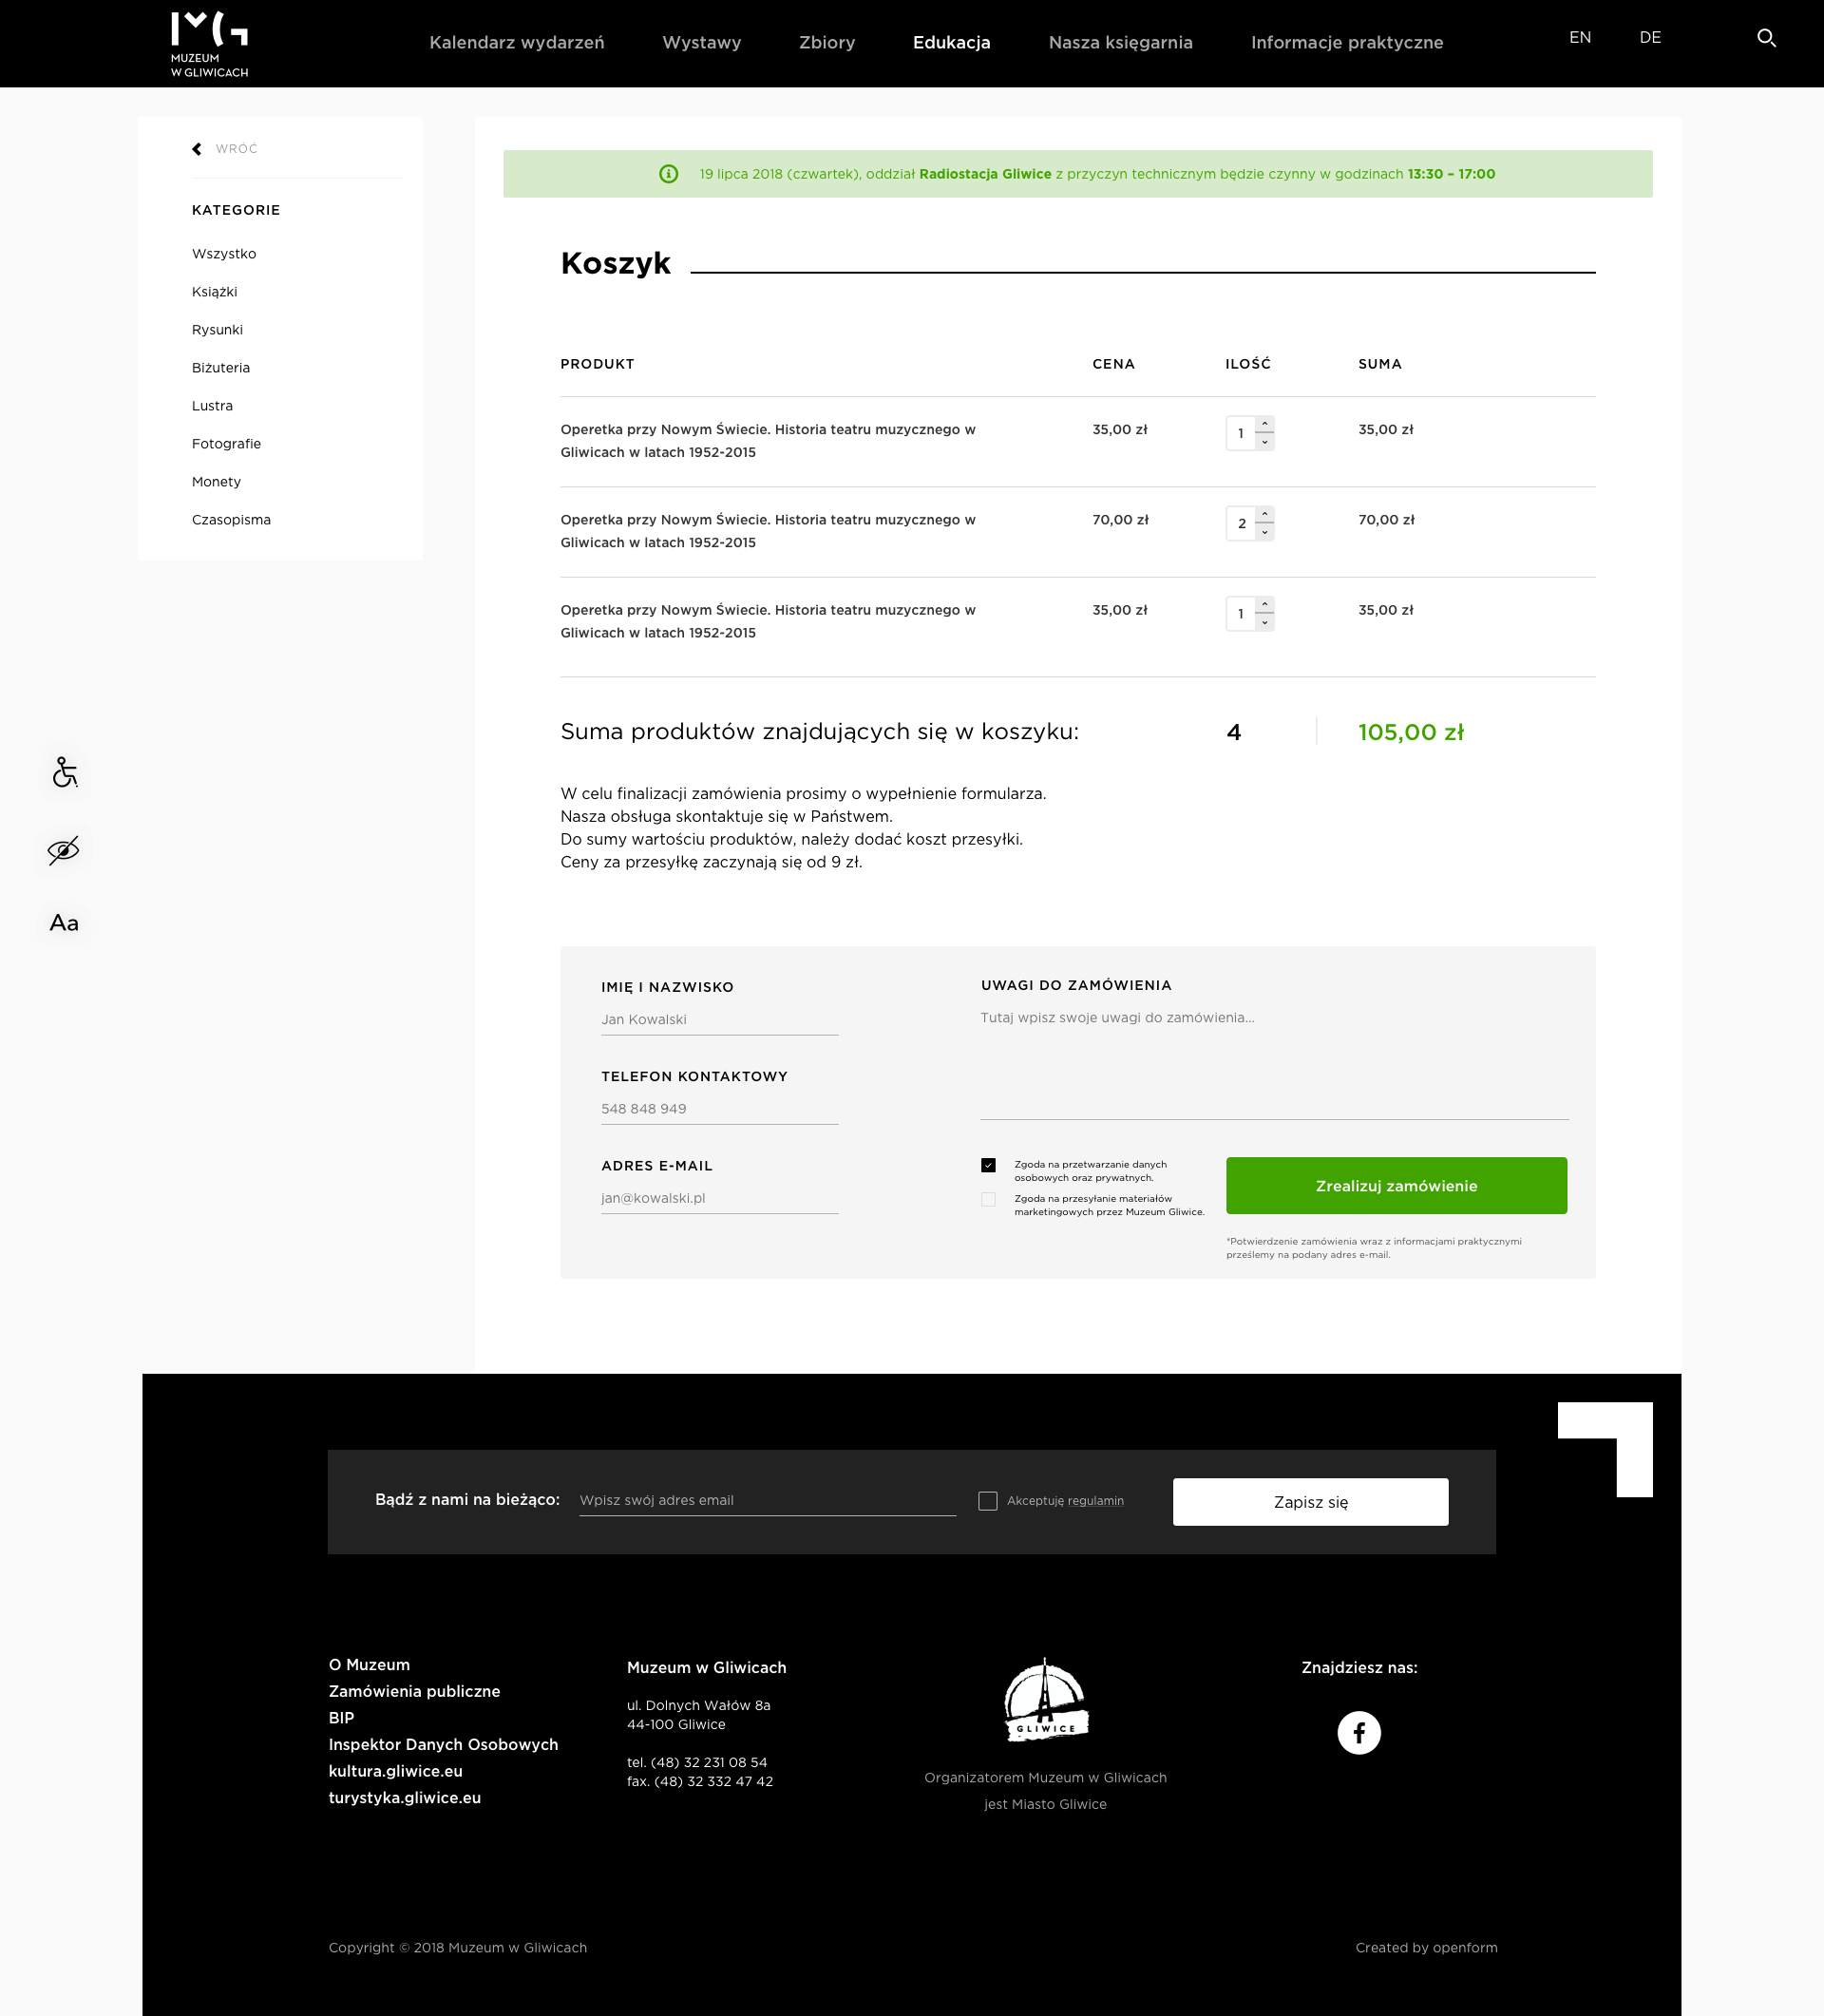 MUZEUM
W GLIWICACH
Kalendarz wydarzeń
Wystawy
Zbiory
Edukacja
Nasza księgarnia
Informacje praktyczne
EN
DE
WRÓĆ
KATEGORIE
Wszystko
Książki
Rysunki
Biżuteria
Lustra
Fotografie
Monety
Czasopisma
19 lipca 2018 (czwartek), oddział Radiostacja Gliwice z przyczyn technicznym będzie czynny w godzinach 13:30 – 17:00
Koszyk
PRODUKT CENA ILOŚĆ SUMA
Operetka przy Nowym Świecie. Historia teatru muzycznego w
Gliwicach w latach 1952-2015
35,00 zł 1 35,00 zł
Operetka przy Nowym Świecie. Historia teatru muzycznego w
Gliwicach w latach 1952-2015
70,00 zł 2 70,00 zł
Operetka przy Nowym Świecie. Historia teatru muzycznego w
Gliwicach w latach 1952-2015
35,00 zł 1 35,00 zł
Suma produktów znajdujących się w koszyku: 4 105,00 zł
W celu finalizacji zamówienia prosimy o wypełnienie formularza.
Nasza obsługa skontaktuje się w Państwem.
Do sumy wartościu produktów, należy dodać koszt przesyłki.
Ceny za przesyłkę zaczynają się od 9 zł.
Aa
IMIĘ I NAZWISKO
Jan Kowalski
TELEFON KONTAKTOWY
548 848 949
ADRES E-MAIL
jan@kowalski.pl
UWAGI DO ZAMÓWIENIA
Tutaj wpisz swoje uwagi do zamówienia...
Zgoda na przetwarzanie danych
osobowych oraz prywatnych.
Zgoda na przesyłanie materiałów
marketingowych przez Muzeum Gliwice.
Zrealizuj zamówienie
*Potwierdzenie zamówienia wraz z informacjami praktycznymi
prześlemy na podany adres e-mail.
Bądź z nami na bieżąco:
Wpisz swój adres email
Akceptuję regulamin
Zapisz się
O Muzeum
Zamówienia publiczne
BIP
Inspektor Danych Osobowych
kultura.gliwice.eu
turystyka.gliwice.eu
Muzeum w Gliwicach
ul. Dolnych Wałów 8a
44-100 Gliwice
tel. (48) 32 231 08 54
fax. (48) 32 332 47 42
GLIWICE
Organizatorem Muzeum w Gliwicach
jest Miasto Gliwice
Znajdziesz nas:
Copyright © 2018 Muzeum w Gliwicach
Created by openform